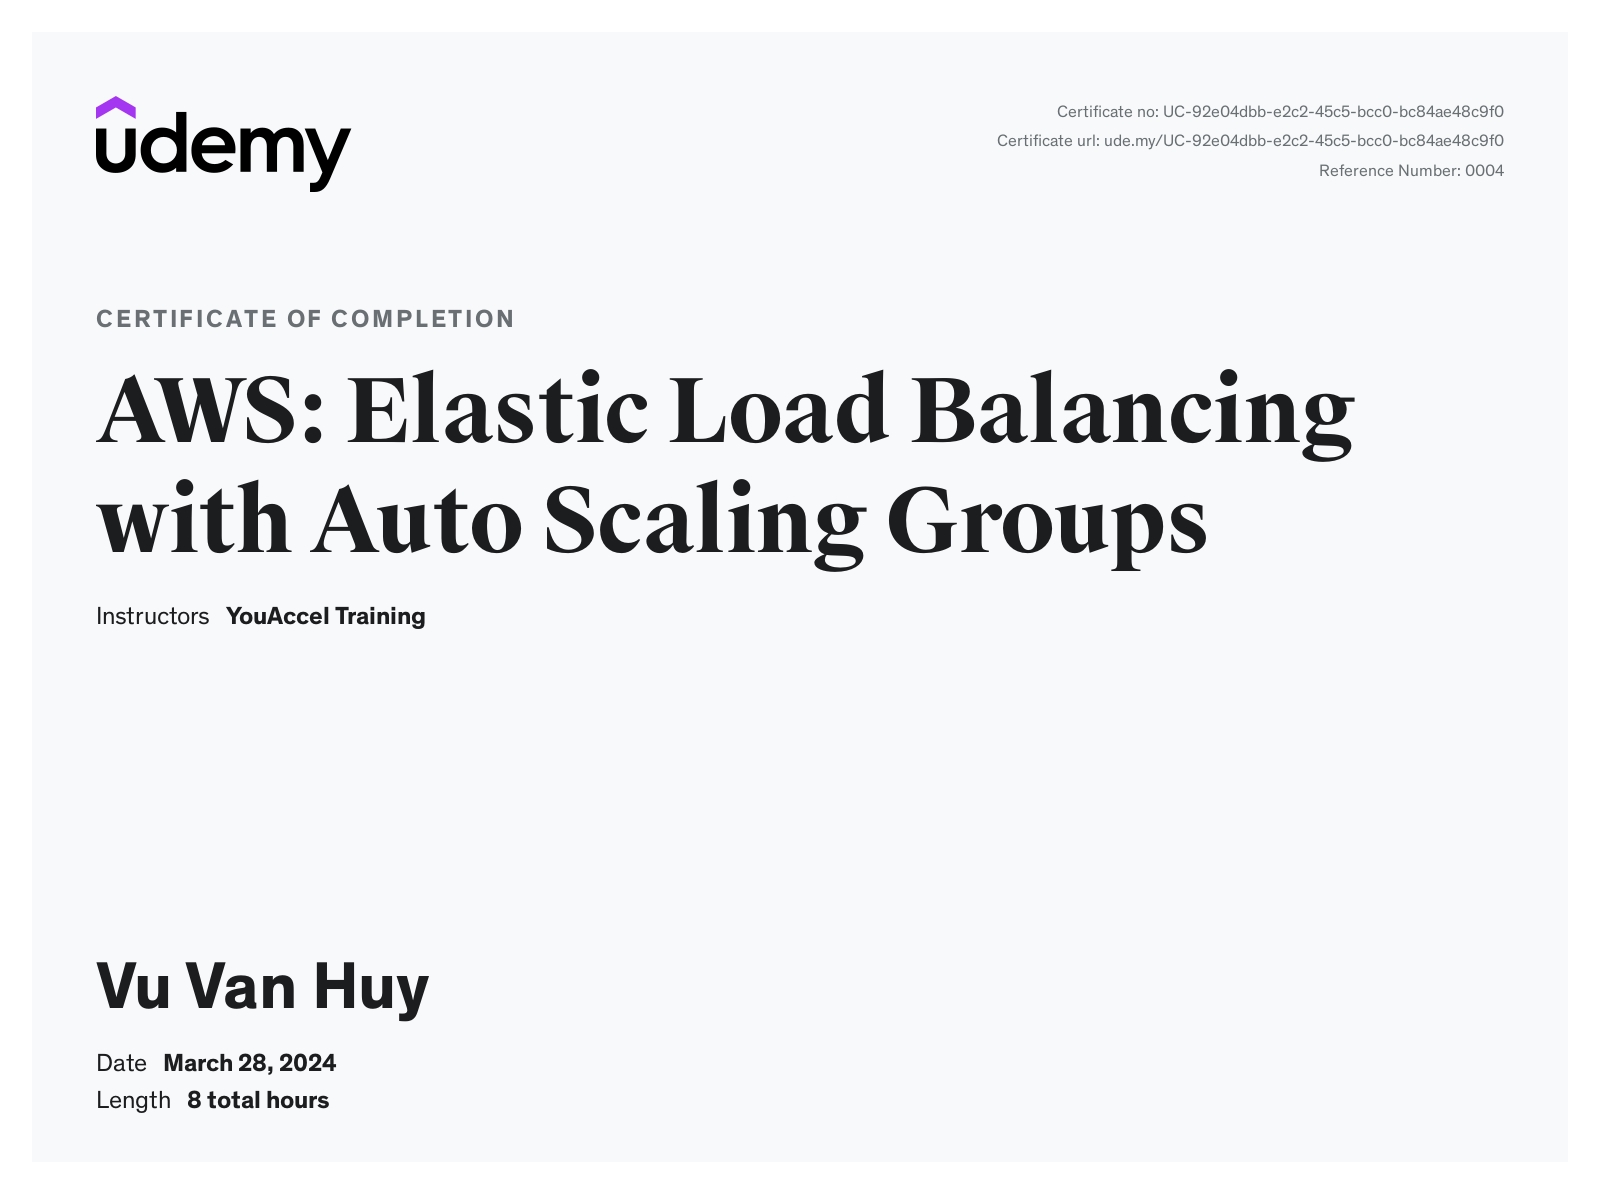 udemy
Certificate no: UC-92e04dbb-e2c2-45c5-bcc0-bc84ae48c9f0
Certificate url: ude.my/UC-92e04dbb-e2c2-45c5-bcc0-bc84ae48c9f0
Reference Number: 0004
CERTIFICATE OF COMPLETION
AWS: Elastic Load Balancing
with Auto Scaling Groups
Instructors YouAccel Training
Vu Van Huy
Date March 28, 2024
Length 8 total hours